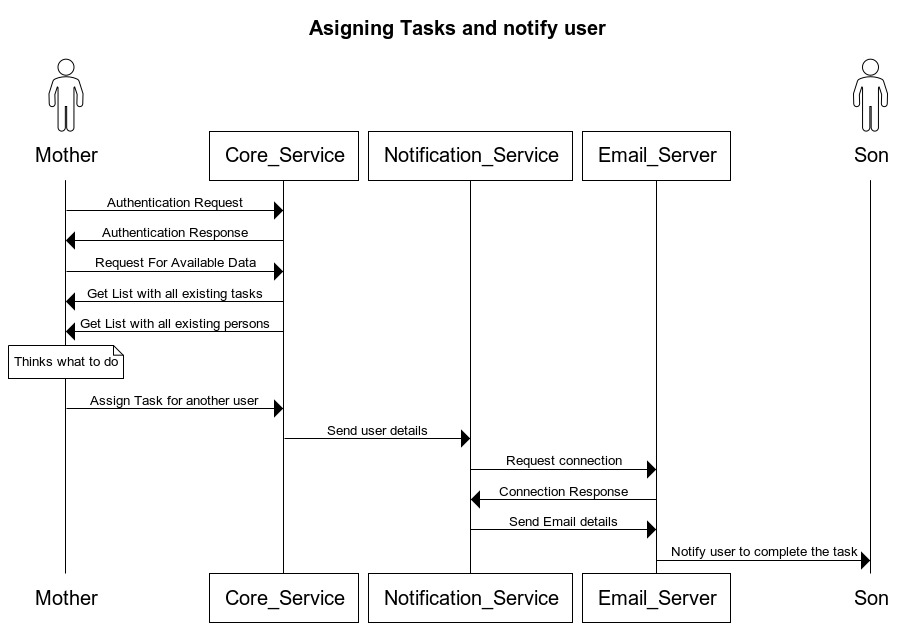 Asigning Tasks and notify user
Mother
Core_Service
Notification_Service
Email_Server
Son
Authentication Request
Authentication Response
Request For Available Data
Get List with all existing tasks
Get List with all existing persons
Thinks what to do
Assign Task for another user
Send user details
Request connection
Connection Response
Send Email details
Notify user to complete the task
Mother
Core_Service
Notification_Service
Email_Server
Son